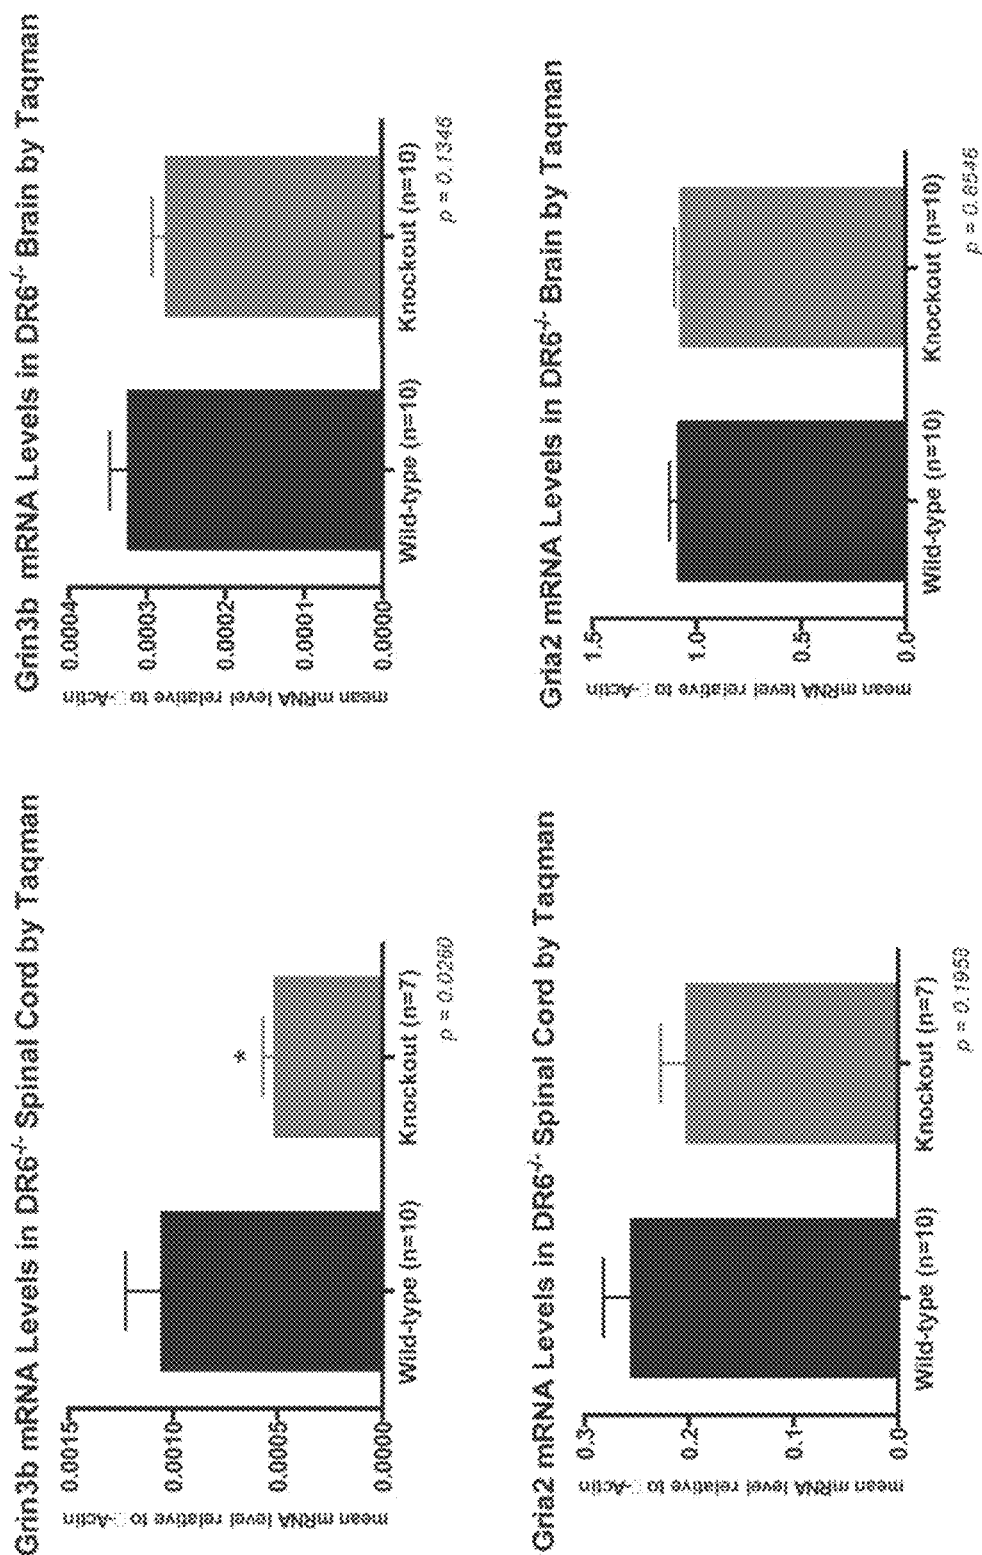 Grin3b mRNA Levels in DR6-/- Spinal Cord by Taqman
mean mRNA level relative to □-Actin
0.0015
0.0010
0.0005
0.0000
*
Wild-type (n=10)
Knockout (n=7)
p = 0.0260
Grin3b mRNA Levels in DR6-/- Brain by Taqman
mean mRNA level relative to □-Actin
0.0004
0.0003
0.0002
0.0001
0.0000
Wild-type (n=10)
Knockout (n=10)
p = 0.1346
Gria2 mRNA Levels in DR6-/- Spinal Cord by Taqman
mean mRNA level relative to □-Actin
0.3
0.2
0.1
0.0
Wild-type (n=10)
Knockout (n=7)
p = 0.1958
Gria2 mRNA Levels in DR6-/- Brain by Taqman
mean mRNA level relative to □-Actin
1.5
1.0
0.5
0.0
Wild-type (n=10)
Knockout (n=10)
p = 0.8546